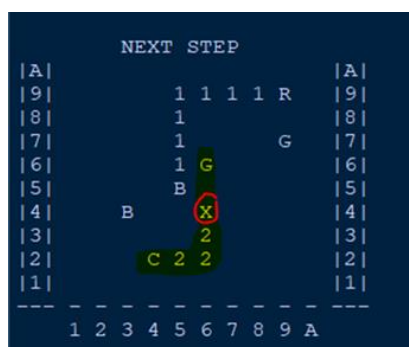 NEXT STEP
|A| |A|
|9| 1 1 1 1 R |9|
|8| 1 |8|
|7| 1 G |7|
|6| 1 G |6|
|5| B |5|
|4| B X |4|
|3| 2 |3|
|2| C 2 2 |2|
|1| |1|
--- - - - - - - - - - - ---
1 2 3 4 5 6 7 8 9 A